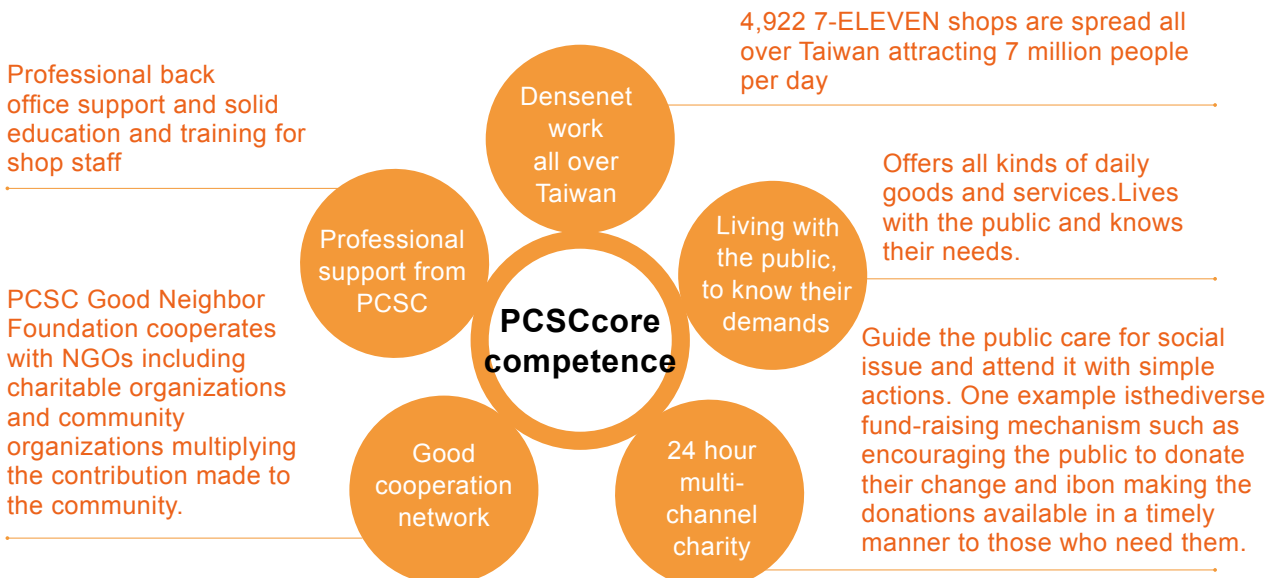 4,922 7-ELEVEN shops are spread all
over Taiwan attracting 7 million people
per day
Professional back
office support and solid
education and training for
shop staff
Densenet
work
all over
Taiwan
Offers all kinds of daily
goods and services.Lives
with the public and knows
their needs.
Living with
the public,
to know their
demands
Professional
support from
PCSC
PCSCcore
competence
PCSC Good Neighbor
Foundation cooperates
with NGOs including
charitable organizations
and community
organizations multiplying
the contribution made to
the community.
Guide the public care for social
issue and attend it with simple
actions. One example isthediverse
fund-raising mechanism such as
encouraging the public to donate
their change and ibon making the
donations available in a timely
manner to those who need them.
Good
cooperation
network
24 hour
multi-
channel
charity